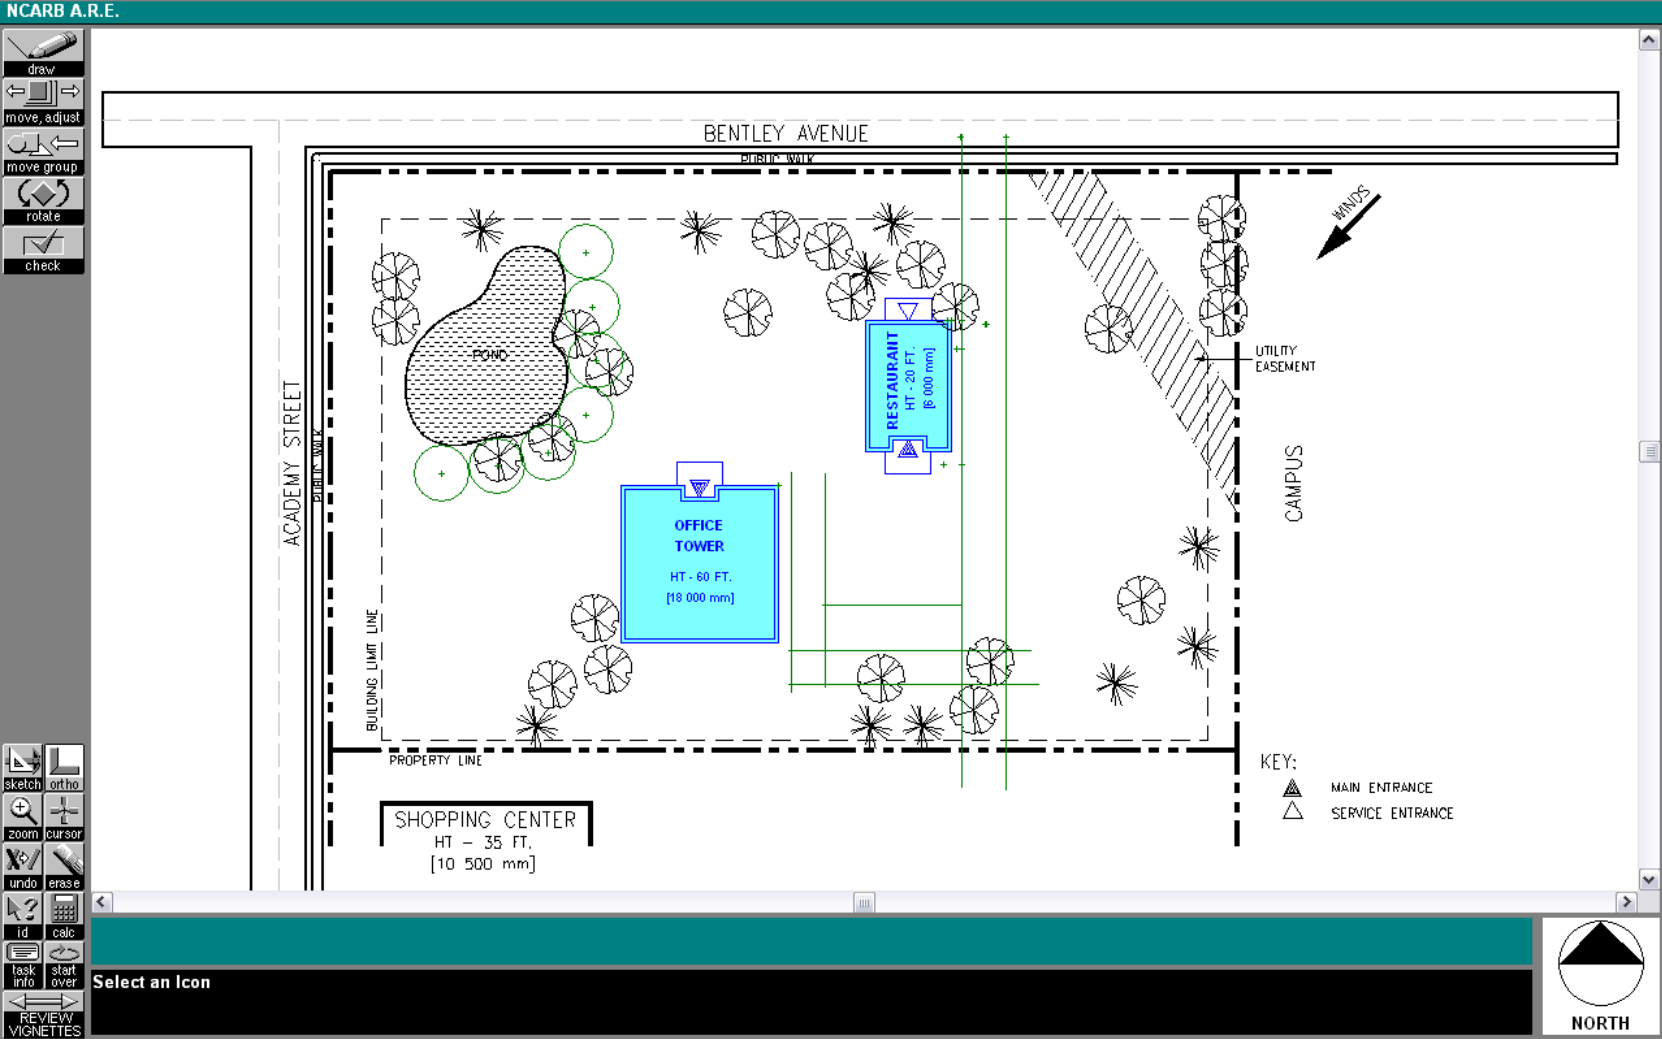 NCARB A.R.E.
draw
move, adjust
move group
rotate
check
sketch
ortho
zoom
cursor
undo
erase
id
calc
task
info
start
over
REVIEW
VIGNETTES
BENTLEY AVENUE
PUBLIC WALK
WINDS
POND
RESTAURANT
HT - 20 FT.
[6 000 mm]
UTILITY
EASEMENT
ACADEMY STREET
PUBLIC WALK
CAMPUS
OFFICE
TOWER
HT - 60 FT.
[18 000 mm]
BUILDING LIMIT LINE
PROPERTY LINE
KEY:
MAIN ENTRANCE
SERVICE ENTRANCE
SHOPPING CENTER
HT - 35 FT.
[10 500 mm]
Select an Icon
NORTH